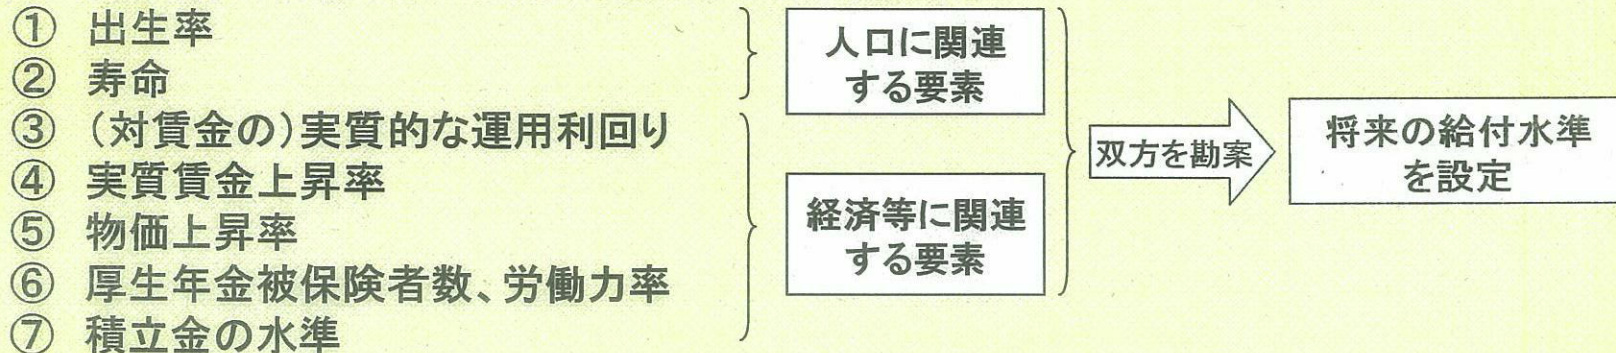 ① 出生率
② 寿命
③ (対賃金の)実質的な運用利回り
④ 実質賃金上昇率
⑤ 物価上昇率
⑥ 厚生年金被保険者数、労働力率
⑦ 積立金の水準
人口に関連
する要素
経済等に関連
する要素
双方を勘案
将来の給付水準
を設定